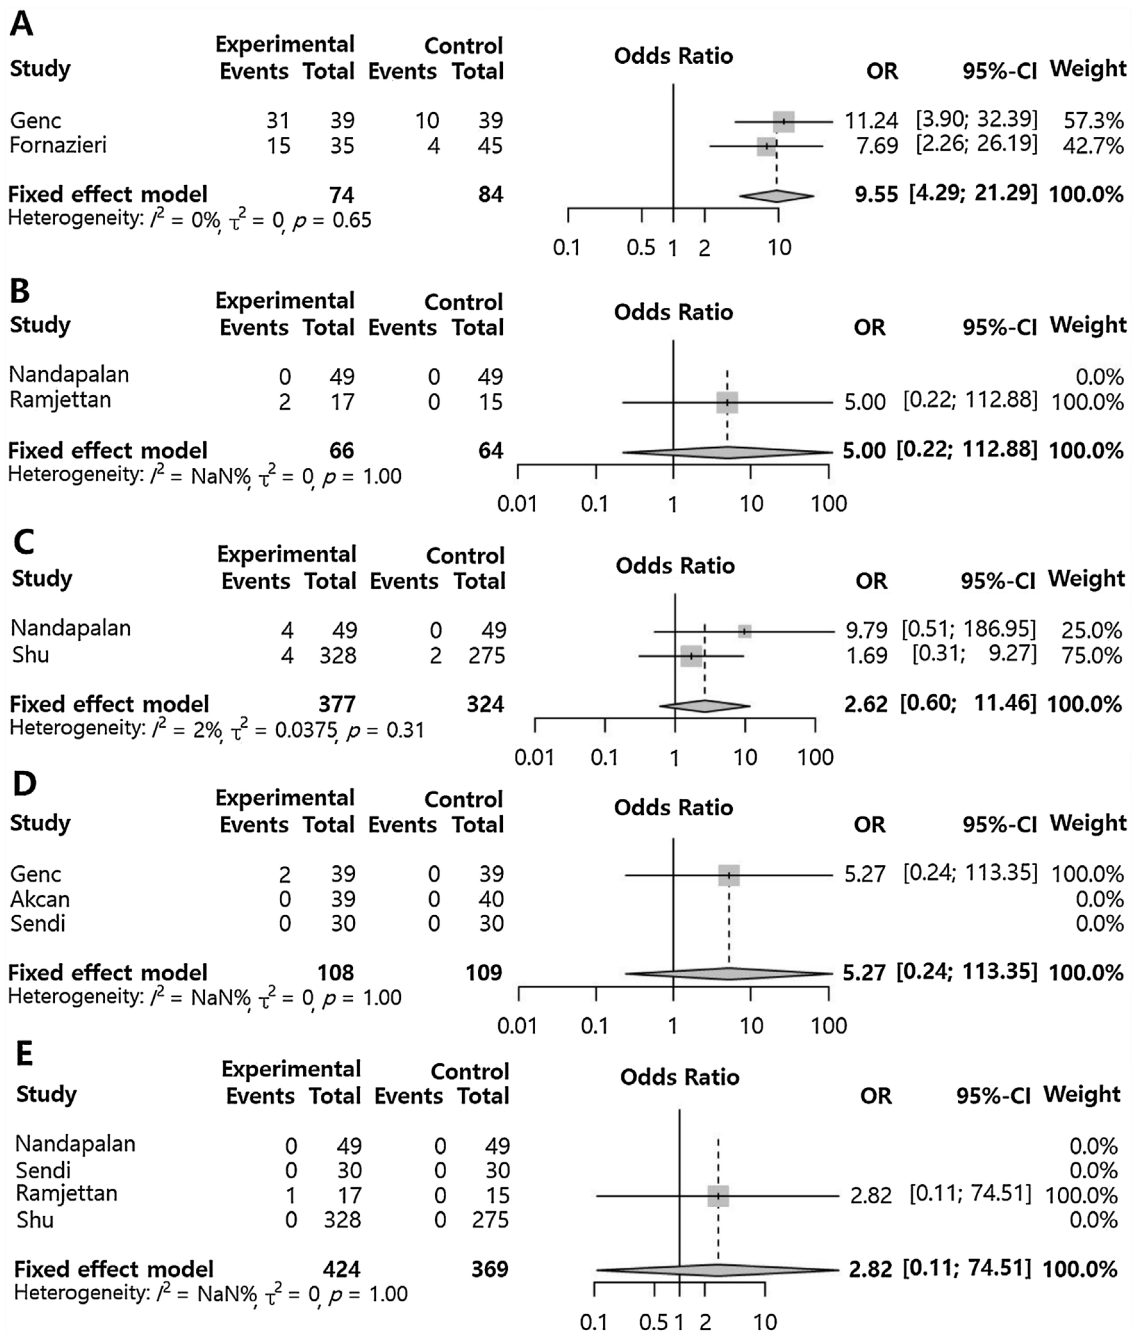 A
Experimental Control
Study Events Total Events Total Odds Ratio OR 95%-CI Weight
Genc 31 39 10 39 11.24 [3.90; 32.39] 57.3%
Fornazieri 15 35 4 45 7.69 [2.26; 26.19] 42.7%
Fixed effect model 74 84 9.55 [4.29; 21.29] 100.0%
Heterogeneity: I² = 0%, τ² = 0, p = 0.65
0.1 0.5 1 2 10
B
Experimental Control
Study Events Total Events Total Odds Ratio OR 95%-CI Weight
Nandapalan 0 49 0 49 0.0%
Ramjettan 2 17 0 15 5.00 [0.22; 112.88] 100.0%
Fixed effect model 66 64 5.00 [0.22; 112.88] 100.0%
Heterogeneity: I² = NaN%, τ² = 0, p = 1.00
0.01 0.1 1 10 100
C
Experimental Control
Study Events Total Events Total Odds Ratio OR 95%-CI Weight
Nandapalan 4 49 0 49 9.79 [0.51; 186.95] 25.0%
Shu 4 328 2 275 1.69 [0.31; 9.27] 75.0%
Fixed effect model 377 324 2.62 [0.60; 11.46] 100.0%
Heterogeneity: I² = 2%, τ² = 0.0375, p = 0.31
0.01 0.1 1 10 100
D
Experimental Control
Study Events Total Events Total Odds Ratio OR 95%-CI Weight
Genc 2 39 0 39 5.27 [0.24; 113.35] 100.0%
Akcan 0 39 0 40 0.0%
Sendi 0 30 0 30 0.0%
Fixed effect model 108 109 5.27 [0.24; 113.35] 100.0%
Heterogeneity: I² = NaN%, τ² = 0, p = 1.00
0.01 0.1 1 10 100
E
Experimental Control
Study Events Total Events Total Odds Ratio OR 95%-CI Weight
Nandapalan 0 49 0 49 0.0%
Sendi 0 30 0 30 0.0%
Ramjettan 1 17 0 15 2.82 [0.11; 74.51] 100.0%
Shu 0 328 0 275 0.0%
Fixed effect model 424 369 2.82 [0.11; 74.51] 100.0%
Heterogeneity: I² = NaN%, τ² = 0, p = 1.00
0.1 0.5 1 2 10